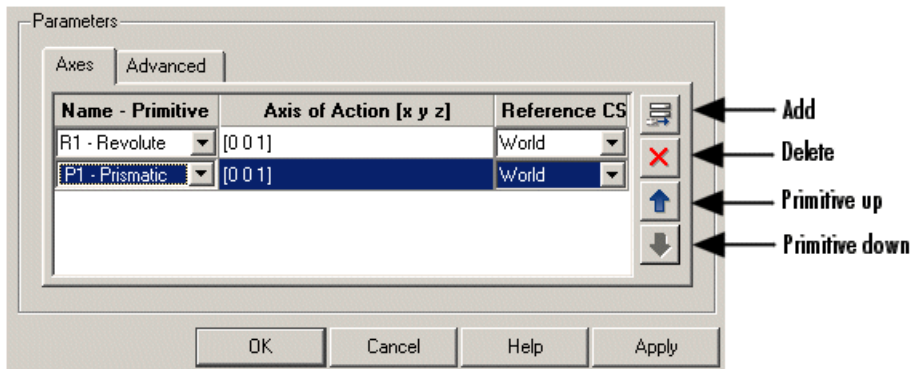 Parameters
Axes Advanced
Name - Primitive Axis of Action [x y z] Reference CS
R1 - Revolute [0 0 1] World
P1 - Prismatic [0 0 1] World
Add
Delete
Primitive up
Primitive down
OK Cancel Help Apply